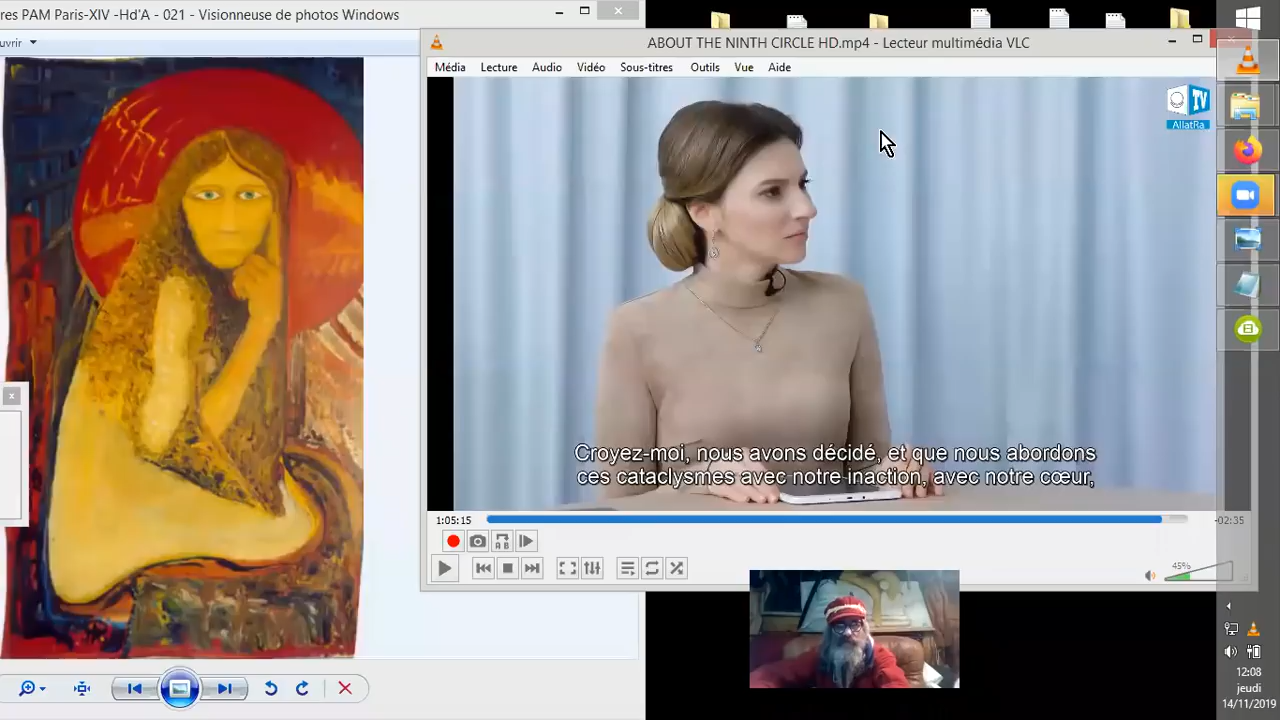 res PAM Paris-XIV -Hd'A - 021 - Visionneuse de photos Windows
uvrir
ABOUT THE NINTH CIRCLE HD.mp4 - Lecteur multimédia VLC
Média Lecture Audio Vidéo Sous-titres Outils Vue Aide
TV
AllatRa
Croyez-moi, nous avons décidé, et que nous abordons
ces cataclysmes avec notre inaction, avec notre cœur,
1:05:15
-02:35
45%
12:08
jeudi
14/11/2019